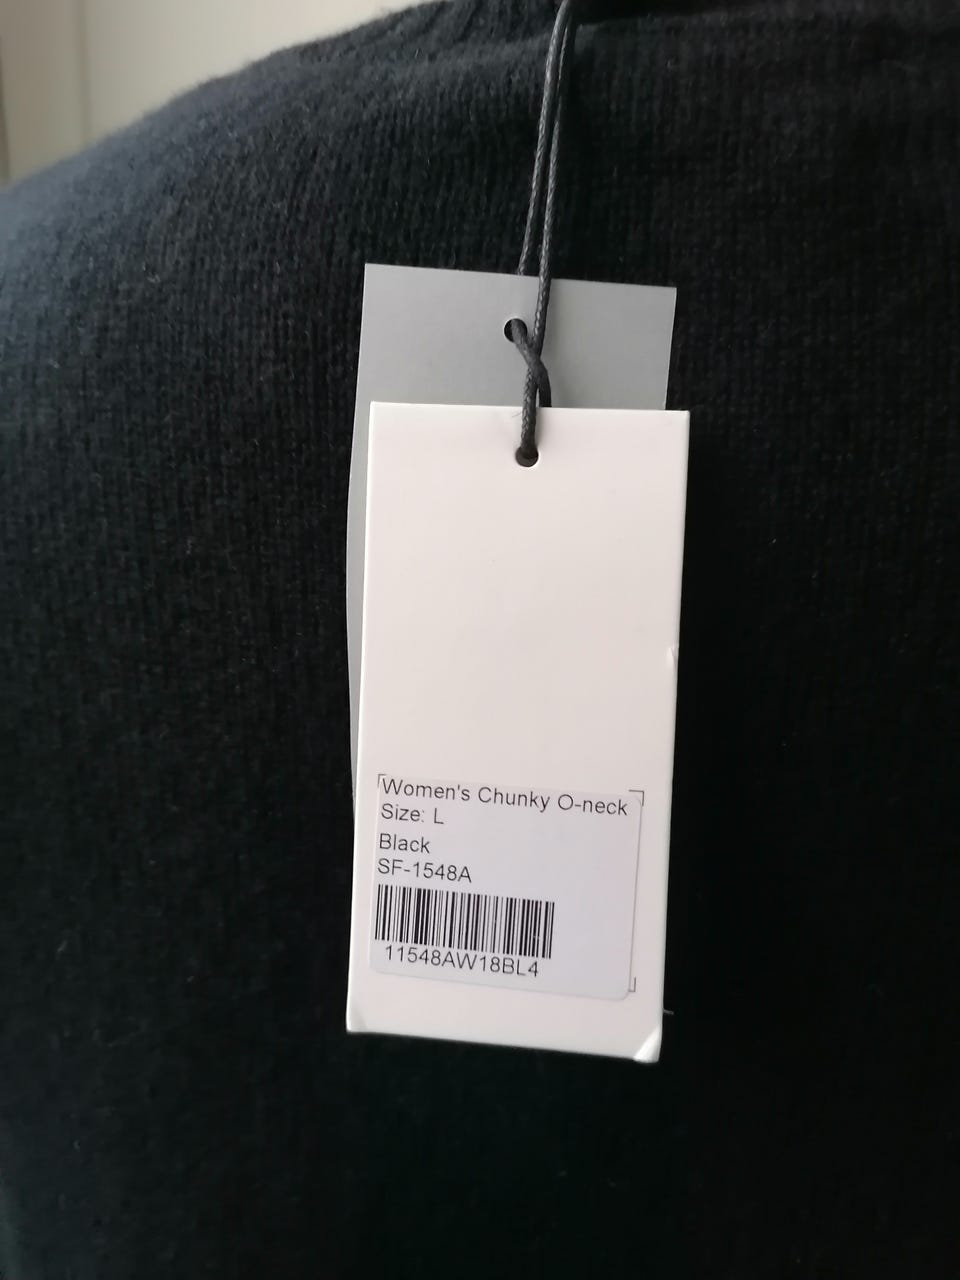 Women's Chunky O-neck
Size: L
Black
SF-1548A
11548AW18BL4